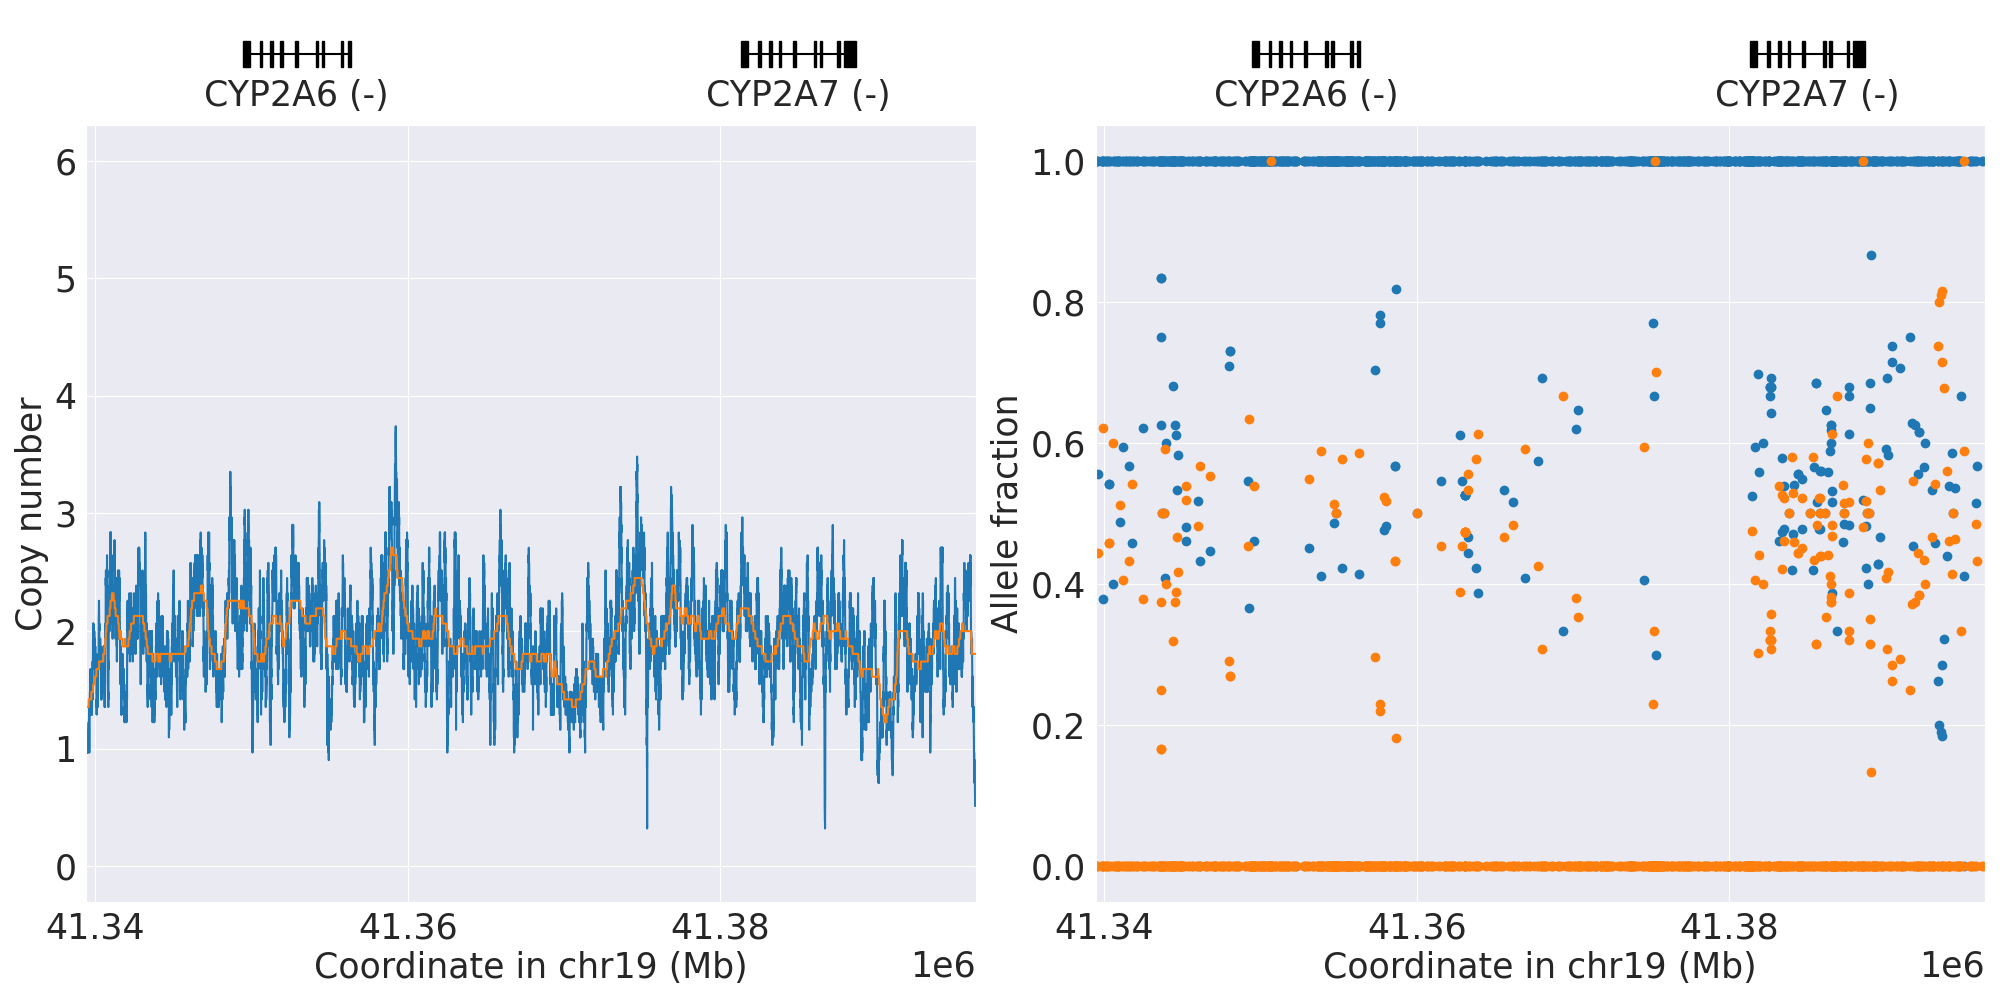 CYP2A6 (-) CYP2A7 (-)
6
5
4
3
2
1
0
Copy number
41.34 41.36 41.38
Coordinate in chr19 (Mb) 1e6
CYP2A6 (-) CYP2A7 (-)
1.0
0.8
0.6
0.4
0.2
0.0
Allele fraction
41.34 41.36 41.38
Coordinate in chr19 (Mb) 1e6